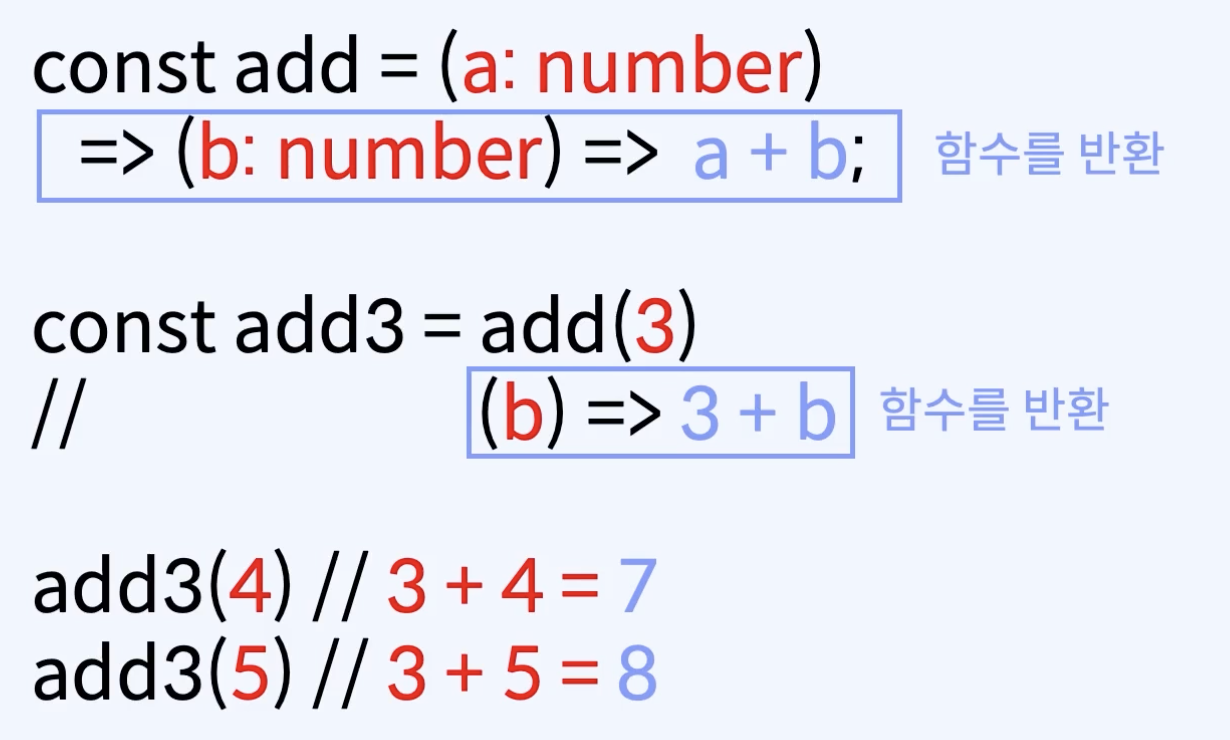 const add = (a: number)
=> (b: number) => a + b; 함수를 반환
const add3 = add(3)
// (b) => 3 + b 함수를 반환
add3(4) // 3 + 4 = 7
add3(5) // 3 + 5 = 8